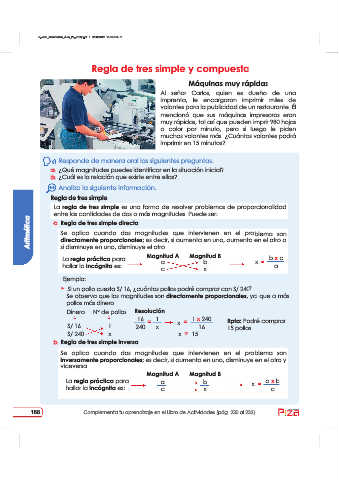 Regla de tres simple y compuesta
Máquinas muy rápidas
Al señor Carlos, quien es dueño de una
imprenta, le encargaron imprimir miles de
volantes para la publicidad de un restaurante. Él
mencionó que sus máquinas impresoras eran
muy rápidas, tal así que pueden imprir 980 hojas
a color por minuto, pero si luego le piden
muchos volantes más ¿Cuántos volantes podrá
imprimir en 15 minutos?
Responde de manera oral las siguientes preguntas.
a. ¿Qué magnitudes puedes identificar en la situación inicial?
b. ¿Cuál es la relación que existe entre ellas?
Analiza la siguiente información.
Regla de tres simple
La regla de tres simple es una forma de resolver problemas de proporcionalidad
entre las cantidades de dos o más magnitudes. Puede ser:
a Regla de tres simple directa
Se aplica cuando dos magnitudes que intervienen en el problema son
directamente proporcionales; es decir, si aumenta en una, aumenta en el otro o
si disminuye en uno, disminuye el otro
La regla práctica para
hallar la incógnita es:
Magnitud A Magnitud B
a b
c x
x = b x c / a
Ejemplo:
Si un pollo cuesta S/ 16, ¿cuántos pollos podré comprar con S/ 240?
Se observa que las magnitudes son directamente proporcionales, ya que a más
pollos más dinero
Dinero N° de pollos Resolución
S/ 16 1
S/ 240 x
16 / 240 = 1 / x x = 1 x 240 / 16
x = 15
Rpta: Podré comprar
15 pollos
b Regla de tres simple inversa
Se aplica cuando dos magnitudes que intervienen en el problema son
inversamente proporcionales; es decir, si aumenta en uno, disminuye en el otro y
viceversa
La regla práctica para
hallar la incógnita es:
Magnitud A Magnitud B
a b
c x
x = a x b / c
Aritmética
188
Complementa tu aprendizaje en el Libro de Actividades (pág. 232 al 235)